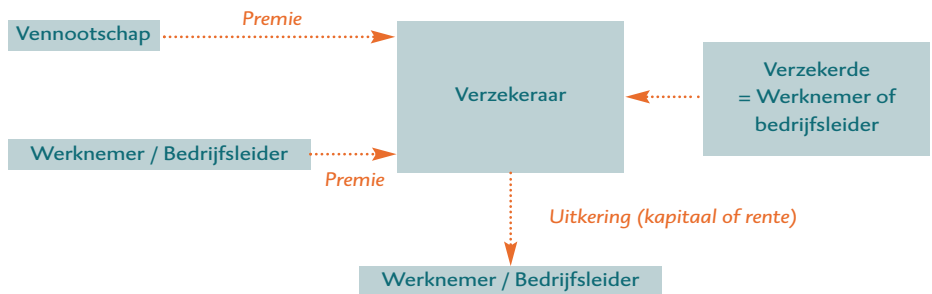 Premie
Vennootschap
Verzekeraar
Verzekerde
= Werknemer of
bedrijfsleider
Werknemer / Bedrijfsleider
Premie
Uitkering (kapitaal of rente)
Werknemer / Bedrijfsleider